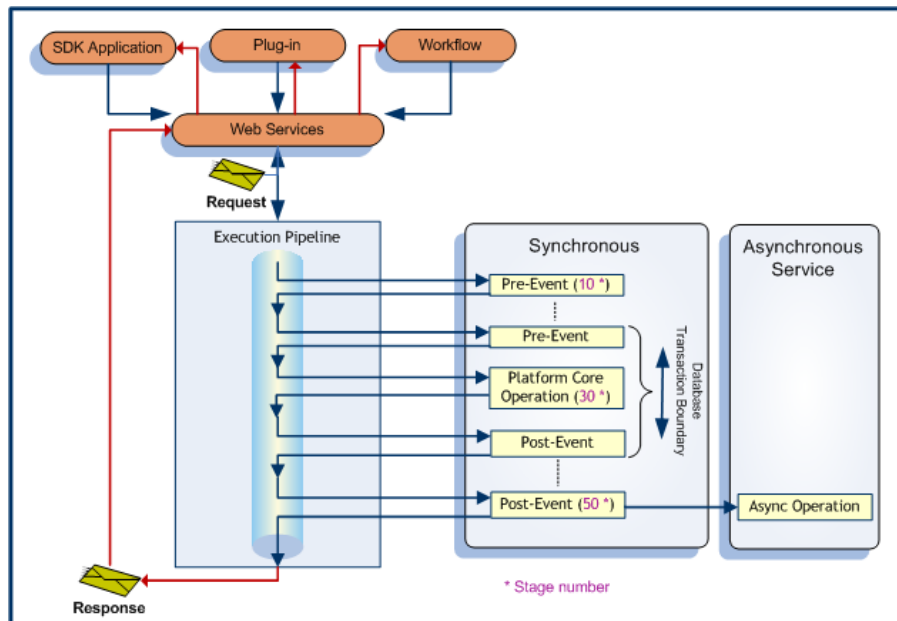 SDK Application
Plug-in
Workflow
Web Services
Request
Execution Pipeline
Synchronous
Asynchronous
Service
Pre-Event (10 *)
Pre-Event
Platform Core
Operation (30 *)
Database
Transaction Boundary
Post-Event
Post-Event (50 *)
Async Operation
Response
* Stage number